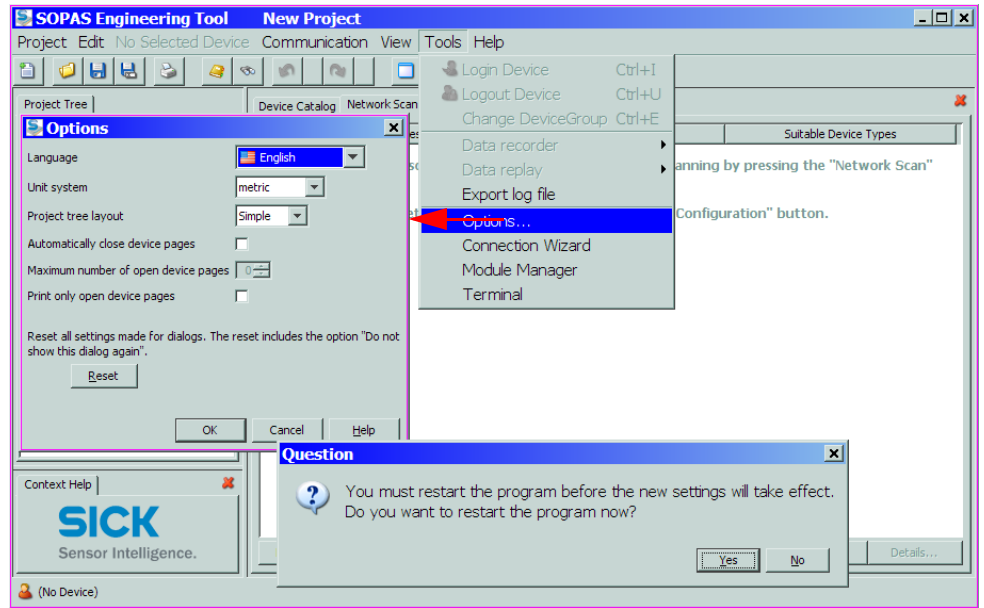 SOPAS Engineering Tool New Project
Project Edit No Selected Device Communication View Tools Help
Project Tree
Device Catalog Network Scan
Login Device Ctrl+I
Logout Device Ctrl+U
Change DeviceGroup Ctrl+E
Data recorder
Data replay
Export log file
Options...
Connection Wizard
Module Manager
Terminal
Suitable Device Types
anning by pressing the "Network Scan"
Configuration" button.
Options
Language English
Unit system metric
Project tree layout Simple
Automatically close device pages
Maximum number of open device pages 0
Print only open device pages
Reset all settings made for dialogs. The reset includes the option "Do not
show this dialog again".
Reset
OK Cancel Help
Question
You must restart the program before the new settings will take effect.
Do you want to restart the program now?
Yes No
Context Help
SICK
Sensor Intelligence.
Details...
(No Device)